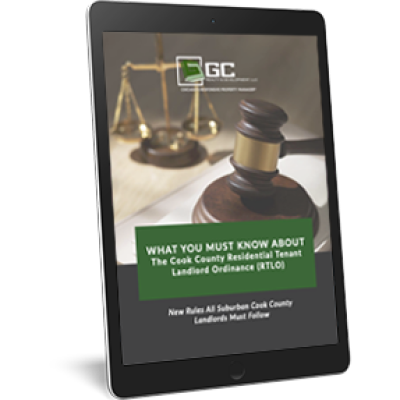 GC
WHAT YOU MUST KNOW ABOUT
The Cook County Residential Tenant
Landlord Ordinance (RTLO)
New Rules All Suburban Cook County
Landlords Must Follow